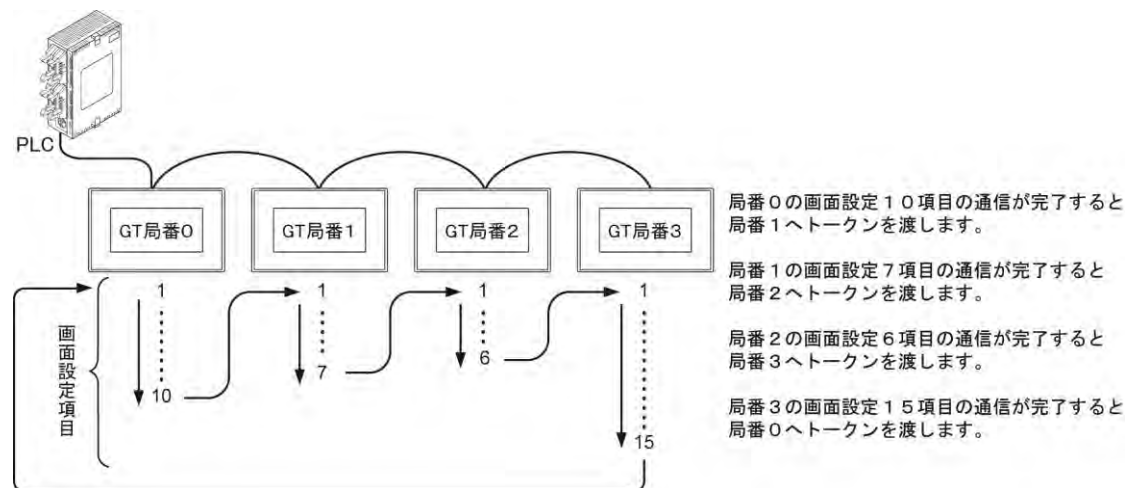 PLC
GT局番0
GT局番1
GT局番2
GT局番3
1
1
1
1
画面設定項目
10
7
6
15
局番0の画面設定10項目の通信が完了すると
局番1へトークンを渡します。
局番1の画面設定7項目の通信が完了すると
局番2へトークンを渡します。
局番2の画面設定6項目の通信が完了すると
局番3へトークンを渡します。
局番3の画面設定15項目の通信が完了すると
局番0へトークンを渡します。